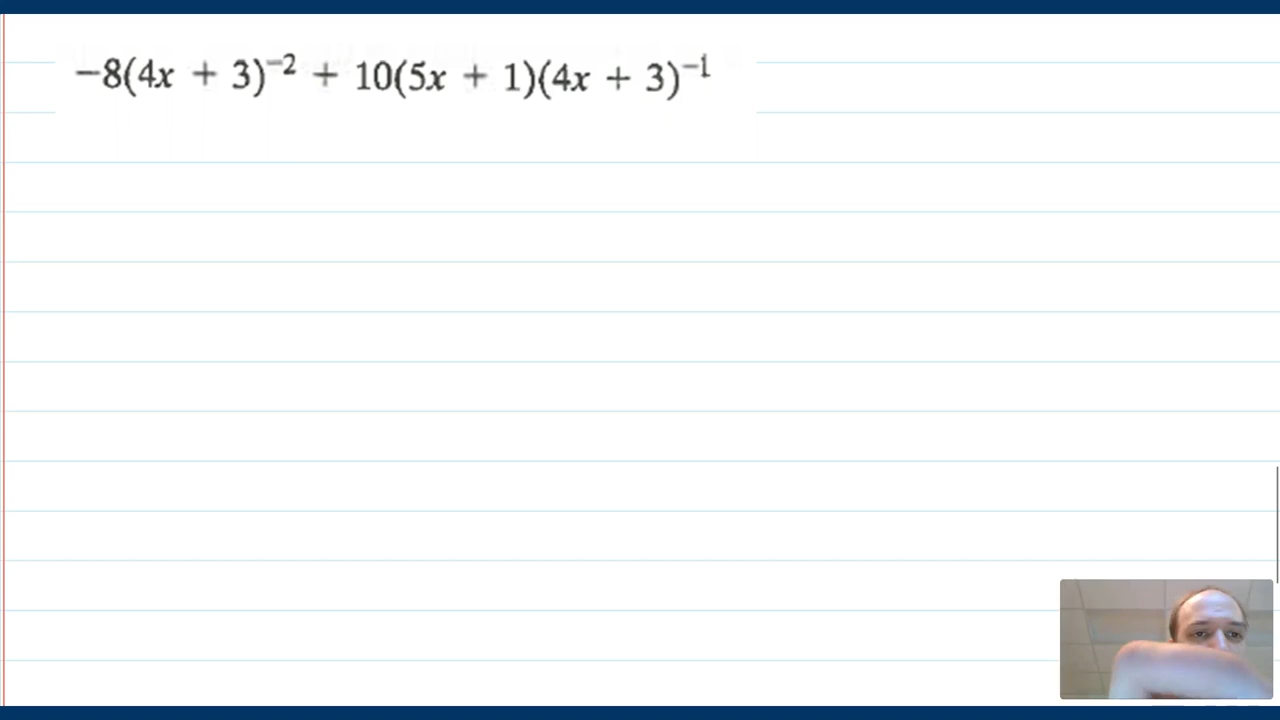 −8(4x + 3)⁻² + 10(5x + 1)(4x + 3)⁻¹